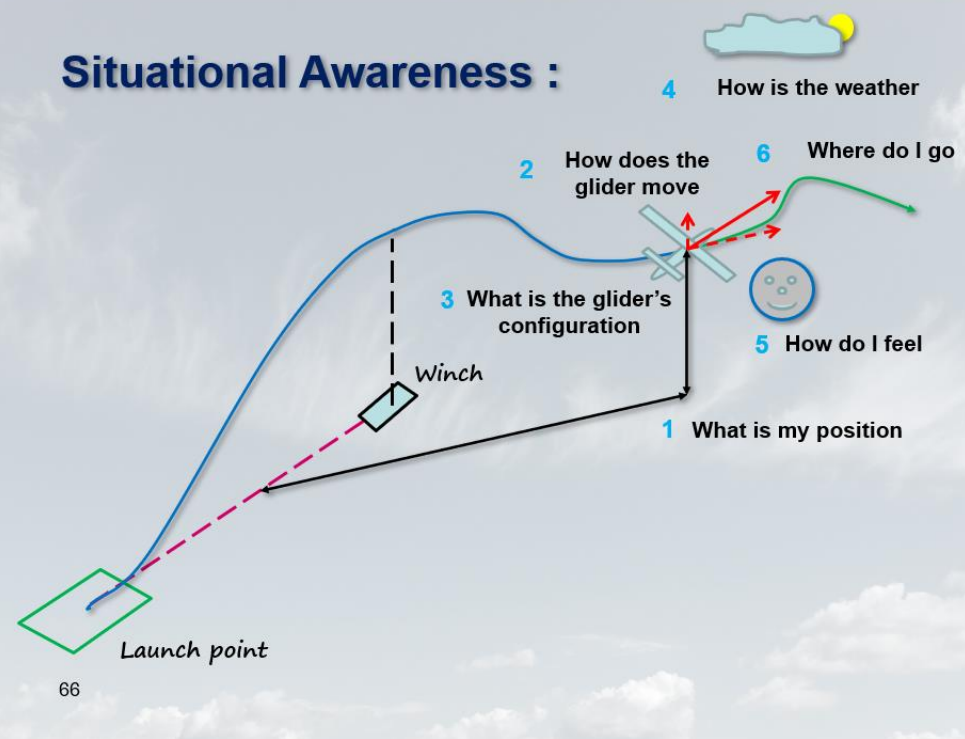 Situational Awareness :
4 How is the weather
6 Where do I go
2 How does the
glider move
3 What is the glider's
configuration
5 How do I feel
Winch
1 What is my position
Launch point
66